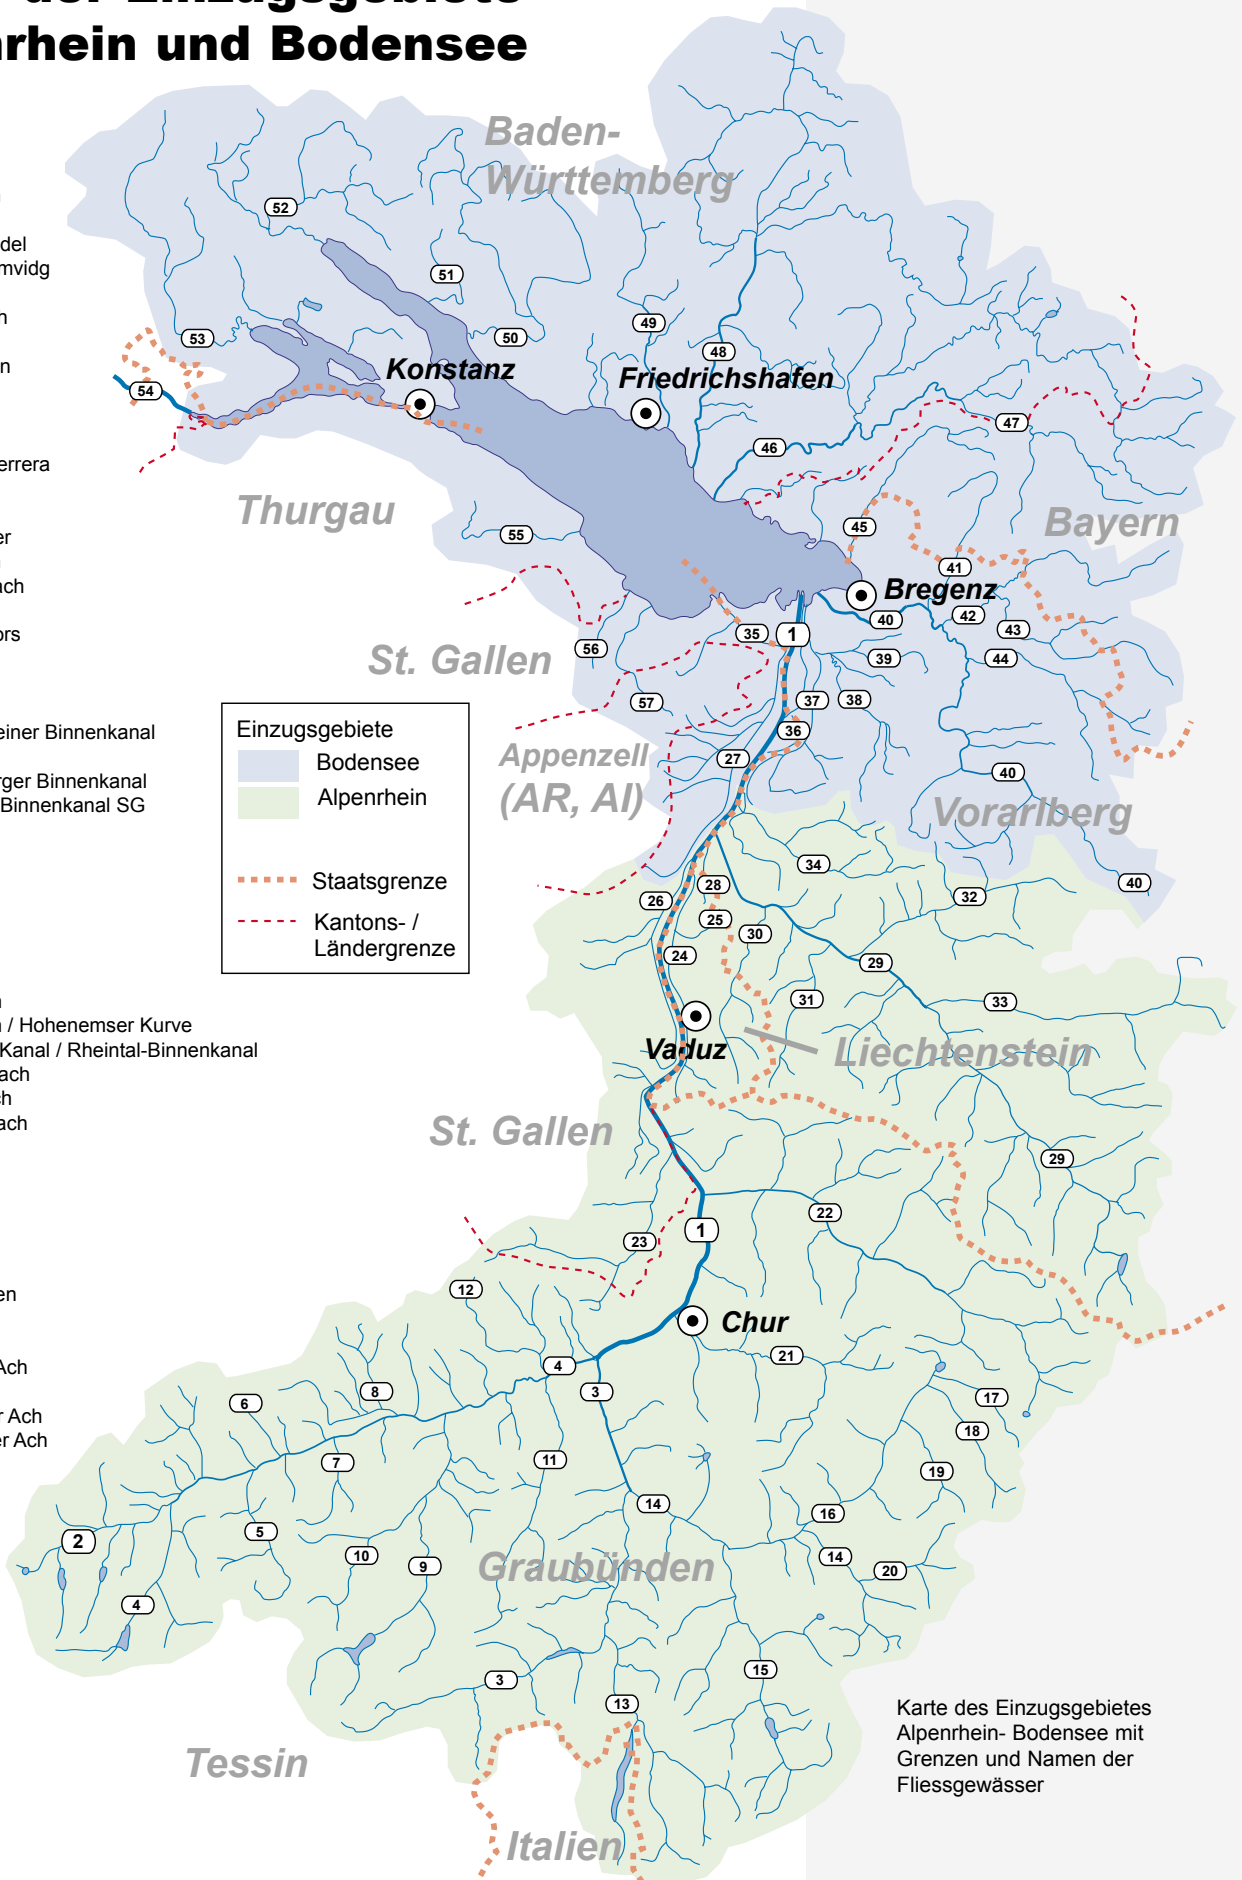 der Einzugsgebiete
rhein und Bodensee
del
mvidg
h
n
errera
er
ach
ors
einer Binnenkanal
rger Binnenkanal
Binnenkanal SG
n
/ Hohenemser Kurve
Kanal / Rheintal-Binnenkanal
ach
ch
ach
en
Ach
r Ach
er Ach
Baden-
Württemberg
52
51
53
50
49
48
54
Konstanz
Friedrichshafen
47
46
Thurgau
55
45
Bayern
41
Bregenz
40
42
43
35
1
56
39
44
St. Gallen
57
37
38
36
27
Appenzell
(AR, AI)
40
Vorarlberg
Einzugsgebiete
Bodensee
Alpenrhein
Staatsgrenze
Kantons- /
Ländergrenze
34
28
26
32
40
25
30
24
29
31
33
Vaduz
Liechtenstein
St. Gallen
29
22
1
23
12
Chur
21
4
3
8
6
17
18
11
7
19
14
16
2
5
10
9
14
20
Graubünden
4
15
3
13
Tessin
Italien
Karte des Einzugsgebietes
Alpenrhein- Bodensee mit
Grenzen und Namen der
Fliessgewässer